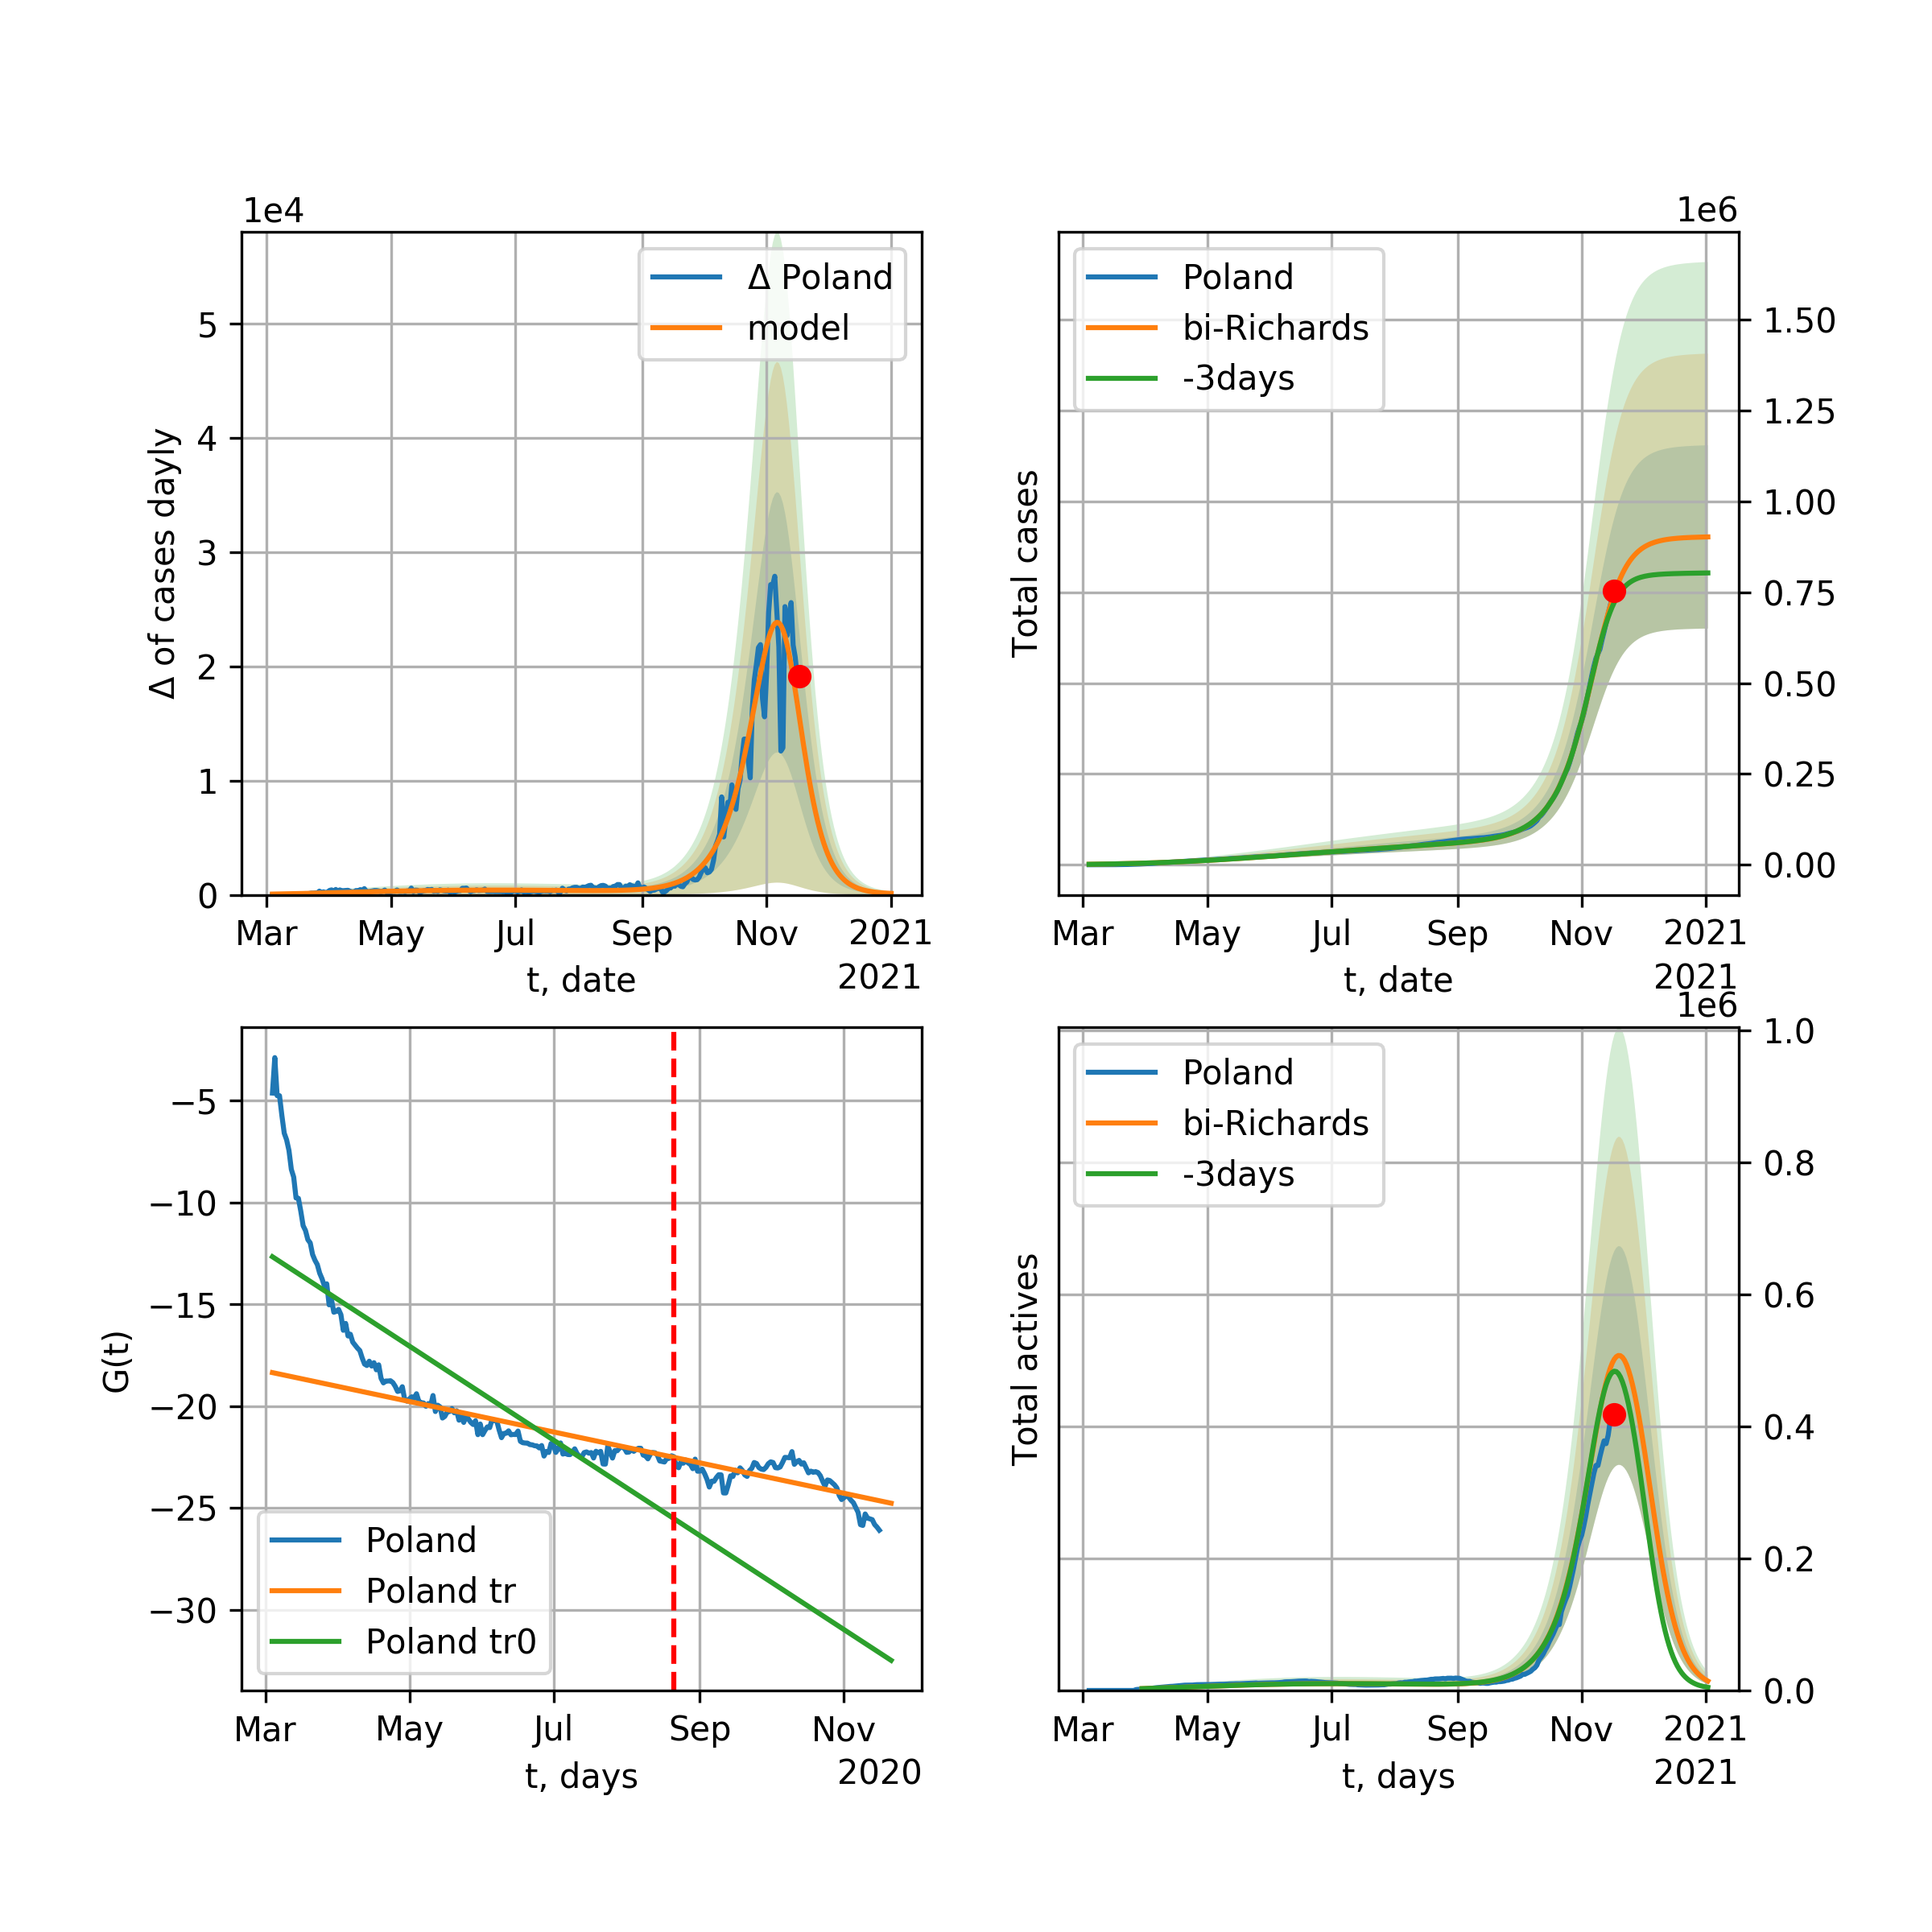 1e4
Δ of cases dayly
5
4
3
2
1
0
Δ Poland
model
Mar May Jul Sep Nov 2021
t, date
2021
1e6
Total cases
Poland
bi-Richards
-3days
1.50
1.25
1.00
0.75
0.50
0.25
0.00
Mar May Jul Sep Nov 2021
t, date
2021
G(t)
−5
−10
−15
−20
−25
−30
Poland
Poland tr
Poland tr0
Mar May Jul Sep Nov
t, days
2020
1e6
Total actives
Poland
bi-Richards
-3days
1.0
0.8
0.6
0.4
0.2
0.0
Mar May Jul Sep Nov 2021
t, days
2021